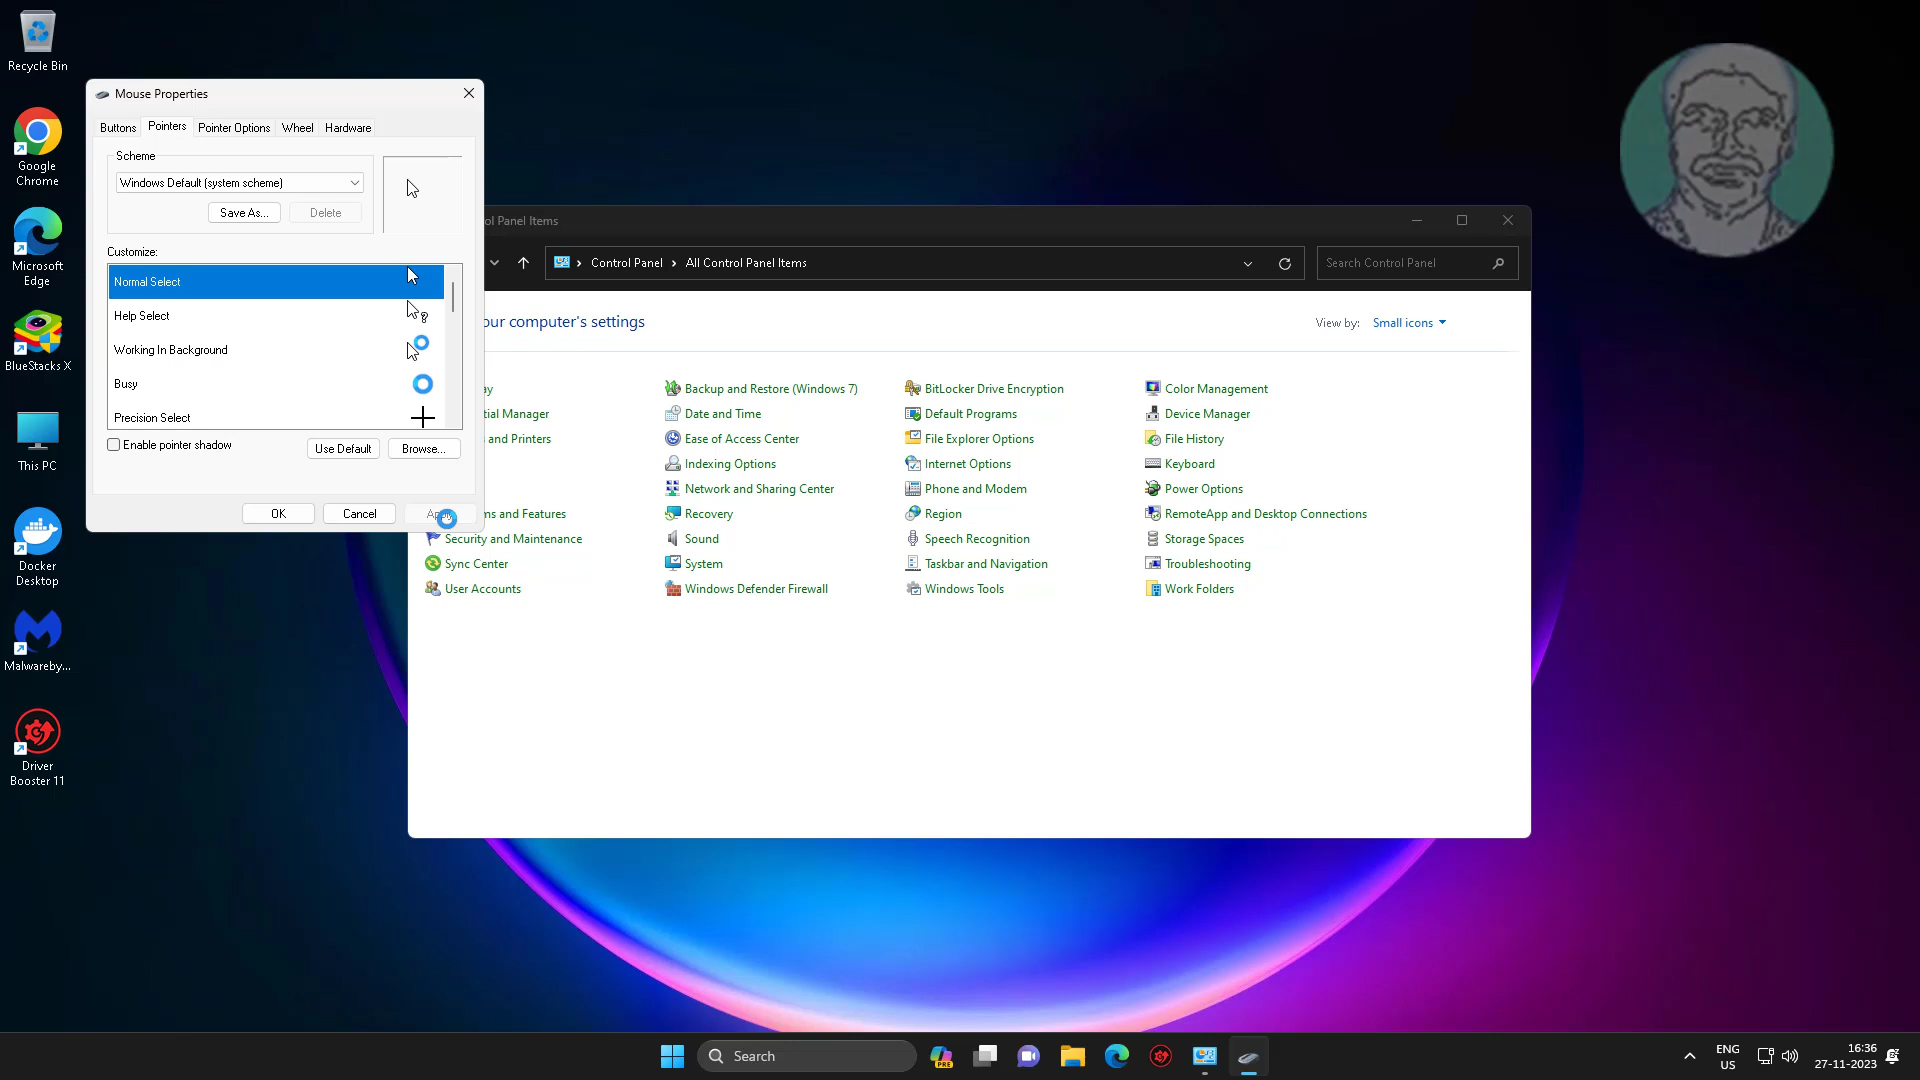 Recycle Bin
Google
Chrome
Microsoft
Edge
BlueStacks X
This PC
Docker
Desktop
Malwareby...
Driver
Booster 11
Mouse Properties
Buttons
Pointers
Pointer Options
Wheel
Hardware
Scheme
Windows Default (system scheme)
Save As...
Delete
Customize:
Normal Select
Help Select
Working In Background
Busy
Precision Select
Enable pointer shadow
Use Default
Browse...
OK
Cancel
ol Panel Items
Control Panel
All Control Panel Items
Search Control Panel
our computer's settings
View by:
Small icons
ay
Backup and Restore (Windows 7)
BitLocker Drive Encryption
Color Management
tial Manager
Date and Time
Default Programs
Device Manager
s and Printers
Ease of Access Center
File Explorer Options
File History
Indexing Options
Internet Options
Keyboard
Network and Sharing Center
Phone and Modem
Power Options
ms and Features
Recovery
Region
RemoteApp and Desktop Connections
Security and Maintenance
Sound
Speech Recognition
Storage Spaces
Sync Center
System
Taskbar and Navigation
Troubleshooting
User Accounts
Windows Defender Firewall
Windows Tools
Work Folders
Search
PRE
ENG
US
16:36
27-11-2023